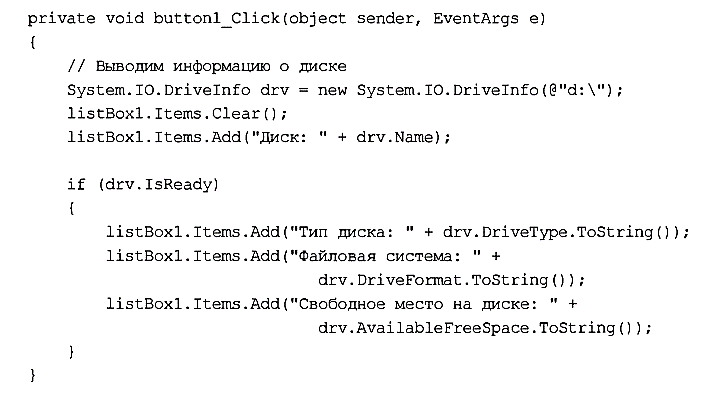 private void button1_Click(object sender, EventArgs e)
{
// Выводим информацию о диске
System.IO.DriveInfo drv = new System.IO.DriveInfo(@"d:\");
listBox1.Items.Clear();
listBox1.Items.Add("Диск: " + drv.Name);
if (drv.IsReady)
{
listBox1.Items.Add("Тип диска: " + drv.DriveType.ToString());
listBox1.Items.Add("Файловая система: " +
drv.DriveFormat.ToString());
listBox1.Items.Add("Свободное место на диске: " +
drv.AvailableFreeSpace.ToString());
}
}